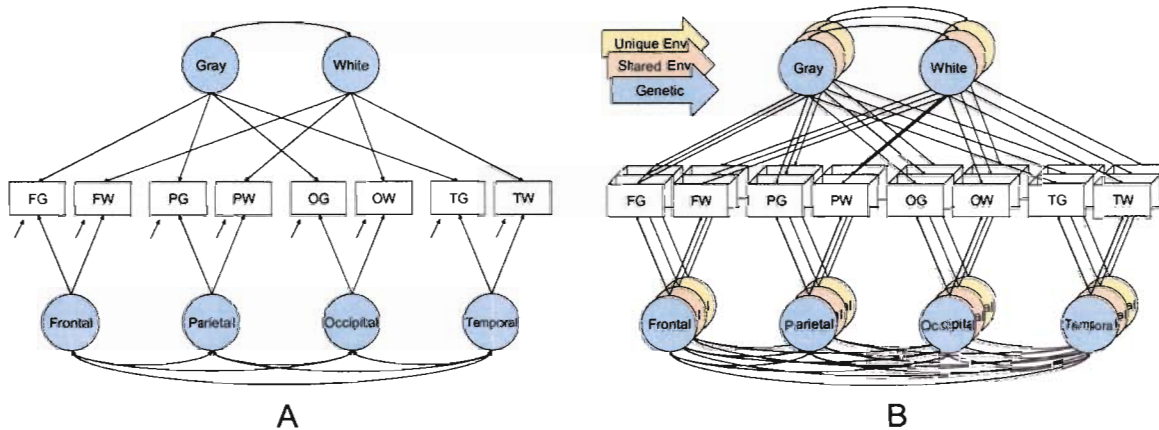 Gray White
FG FW PG PW OG OW TG TW
Frontal Parietal Occipital Temporal
A
Unique Env
Shared Env
Genetic
Gray White
FG FW PG PW OG OW TG TW
Frontal Parietal Occipital Temporal
B